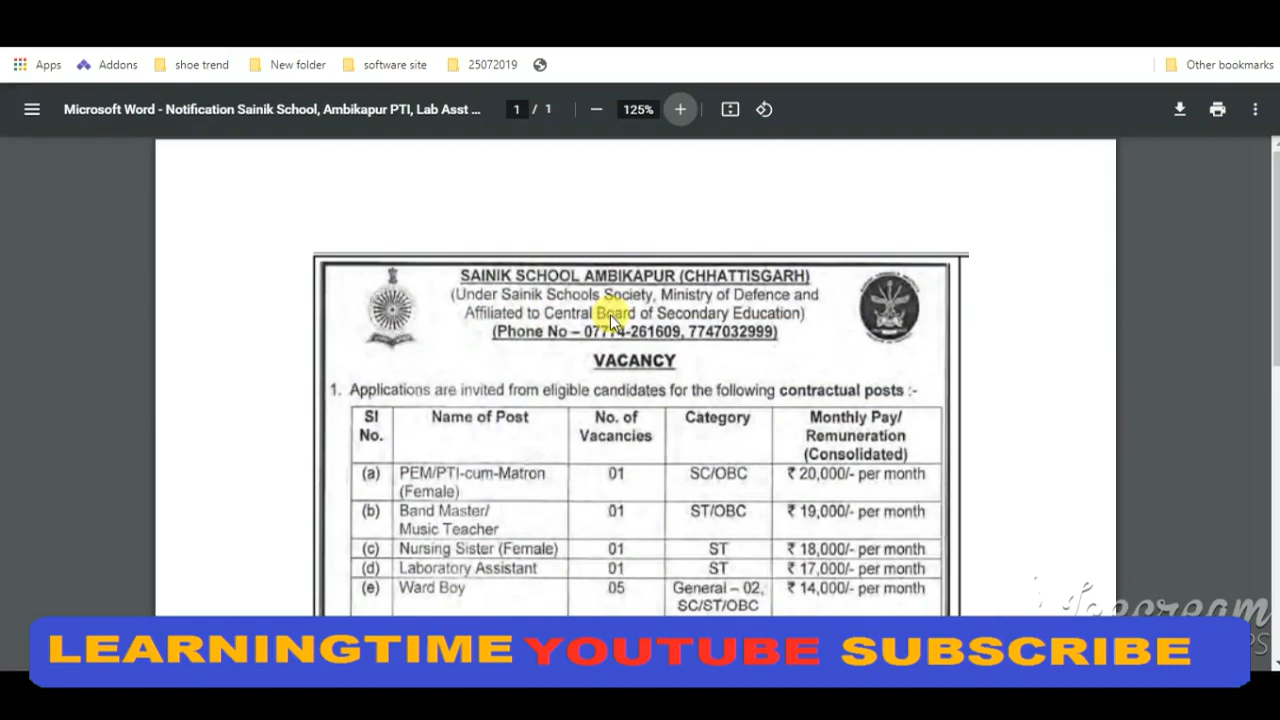 Apps Addons shoe trend New folder software site 25072019 Other bookmarks
Microsoft Word - Notification Sainik School, Ambikapur PTI, Lab Asst ... 1 / 1 125%
SAINIK SCHOOL AMBIKAPUR (CHHATTISGARH)
(Under Sainik Schools Society, Ministry of Defence and
Affiliated to Central Board of Secondary Education)
(Phone No – 07774-261609, 7747032999)
VACANCY
1. Applications are invited from eligible candidates for the following contractual posts :-
Sl No. Name of Post No. of Vacancies Category Monthly Pay/ Remuneration (Consolidated)
(a) PEM/PTI-cum-Matron (Female) 01 SC/OBC ₹ 20,000/- per month
(b) Band Master/ Music Teacher 01 ST/OBC ₹ 19,000/- per month
(c) Nursing Sister (Female) 01 ST ₹ 18,000/- per month
(d) Laboratory Assistant 01 ST ₹ 17,000/- per month
(e) Ward Boy 05 General – 02, SC/ST/OBC ₹ 14,000/- per month
Icecream
LEARNINGTIME YOUTUBE SUBSCRIBE